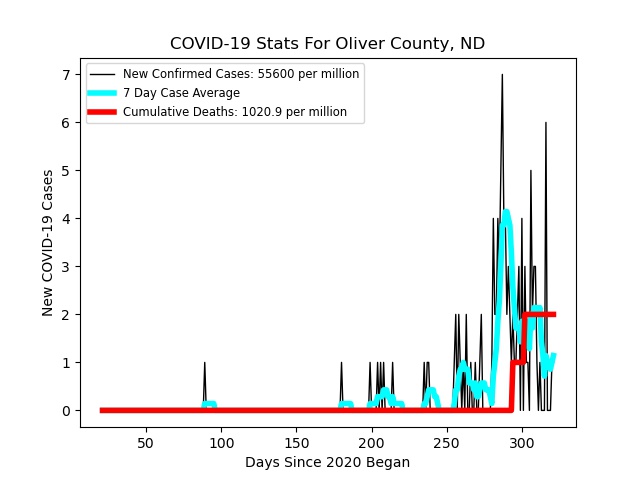 COVID-19 Stats For Oliver County, ND
New Confirmed Cases: 55600 per million
7 Day Case Average
Cumulative Deaths: 1020.9 per million
New COVID-19 Cases
7
6
5
4
3
2
1
0
50 100 150 200 250 300
Days Since 2020 Began